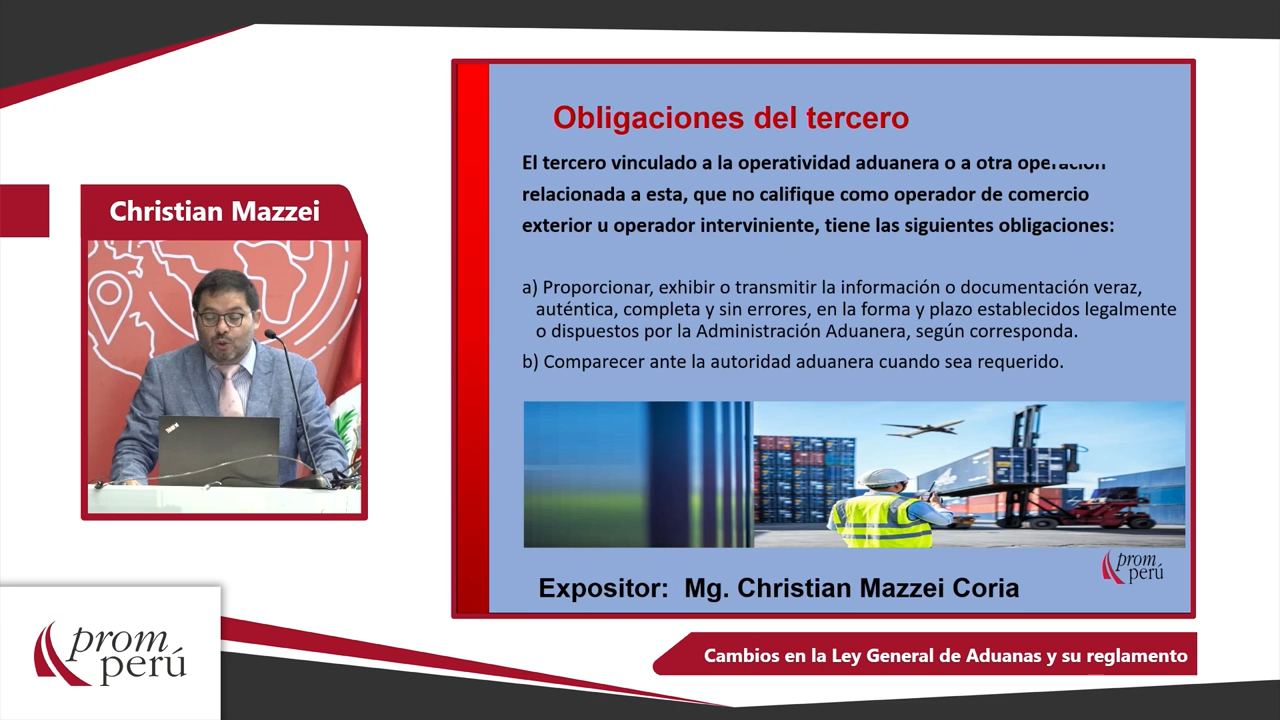 Christian Mazzei
Obligaciones del tercero
El tercero vinculado a la operatividad aduanera o a otra operación
relacionada a esta, que no califique como operador de comercio
exterior u operador interviniente, tiene las siguientes obligaciones:
a) Proporcionar, exhibir o transmitir la información o documentación veraz,
auténtica, completa y sin errores, en la forma y plazo establecidos legalmente
o dispuestos por la Administración Aduanera, según corresponda.
b) Comparecer ante la autoridad aduanera cuando sea requerido.
prom
perú
Expositor: Mg. Christian Mazzei Coria
Cambios en la Ley General de Aduanas y su reglamento
prom
perú